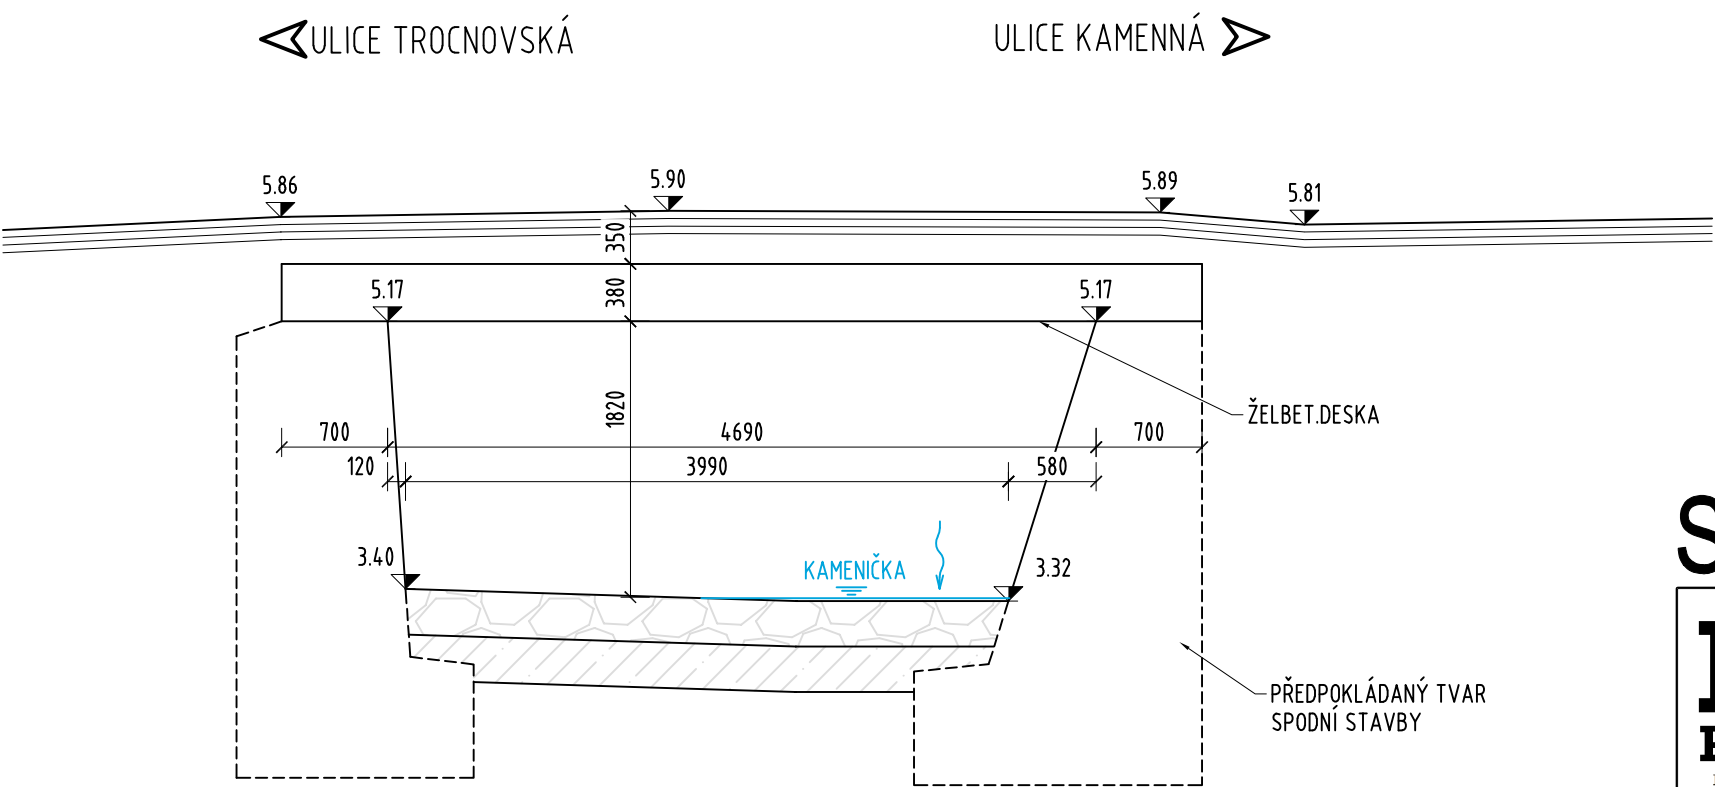 ULICE TROCNOVSKÁ
ULICE KAMENNÁ
5.86
5.90
5.89
5.81
350
5.17
380
5.17
1820
ŽELBET.DESKA
700
4690
700
120
3990
580
3.40
KAMENIČKA
3.32
S
PŘEDPOKLÁDANÝ TVAR
SPODNÍ STAVBY